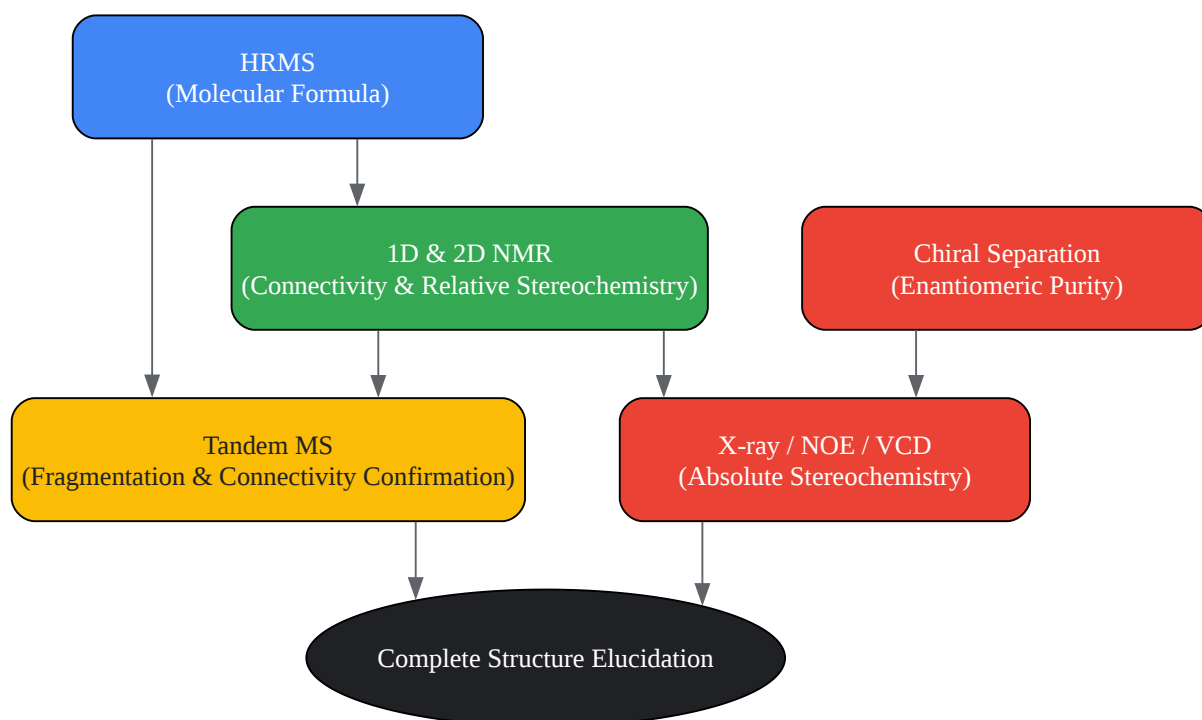 HRMS
(Molecular Formula)
1D & 2D NMR
(Connectivity & Relative Stereochemistry)
Chiral Separation
(Enantiomeric Purity)
Tandem MS
(Fragmentation & Connectivity Confirmation)
X-ray / NOE / VCD
(Absolute Stereochemistry)
Complete Structure Elucidation